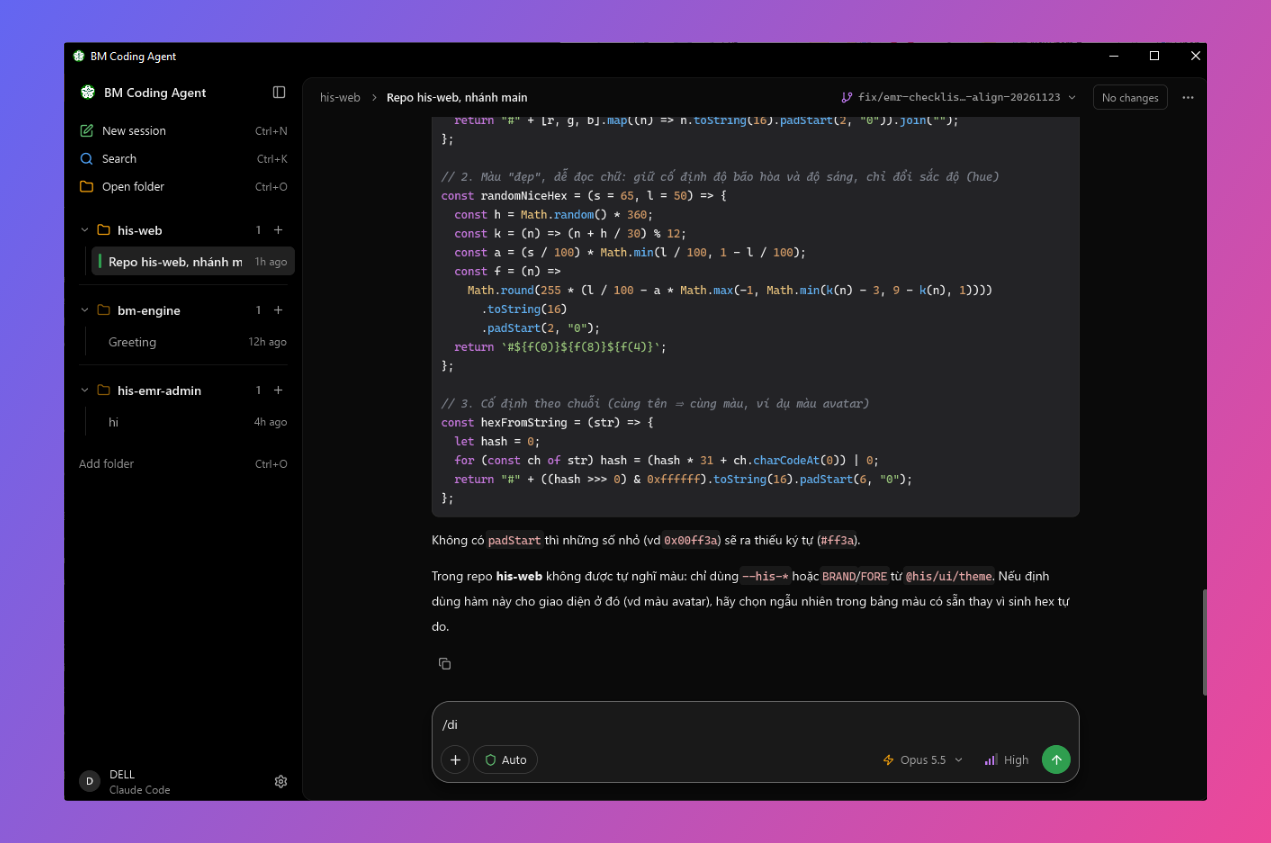 BM Coding Agent
BM Coding Agent
New session Ctrl+N
Search Ctrl+K
Open folder Ctrl+O
his-web 1 +
Repo his-web, nhánh m 1h ago
bm-engine 1 +
Greeting 12h ago
his-emr-admin 1 +
hi 4h ago
Add folder Ctrl+O
D
DELL
Claude Code
his-web > Repo his-web, nhánh main
fix/emr-checklis…-align-20261123
No changes
return "#" + [r, g, b].map((n) => n.toString(16).padStart(2, "0")).join("");
};
// 2. Màu "đẹp", dễ đọc chữ: giữ cố định độ bão hòa và độ sáng, chỉ đổi sắc độ (hue)
const randomNiceHex = (s = 65, l = 50) => {
const h = Math.random() * 360;
const k = (n) => (n + h / 30) % 12;
const a = (s / 100) * Math.min(l / 100, 1 - l / 100);
const f = (n) =>
Math.round(255 * (l / 100 - a * Math.max(-1, Math.min(k(n) - 3, 9 - k(n), 1))))
.toString(16)
.padStart(2, "0");
return `#${f(0)}${f(8)}${f(4)}`;
};
// 3. Cố định theo chuỗi (cùng tên ⇒ cùng màu, ví dụ màu avatar)
const hexFromString = (str) => {
let hash = 0;
for (const ch of str) hash = (hash * 31 + ch.charCodeAt(0)) | 0;
return "#" + ((hash >>> 0) & 0xffffff).toString(16).padStart(6, "0");
};
Không có padStart thì những số nhỏ (vd 0x00ff3a) sẽ ra thiếu ký tự (#ff3a).
Trong repo his-web không được tự nghĩ màu: chỉ dùng --his-* hoặc BRAND/FORE từ @his/ui/theme. Nếu định
dùng hàm này cho giao diện ở đó (vd màu avatar), hãy chọn ngẫu nhiên trong bảng màu có sẵn thay vì sinh hex tự
do.
/di
+ Auto
Opus 5.5
High